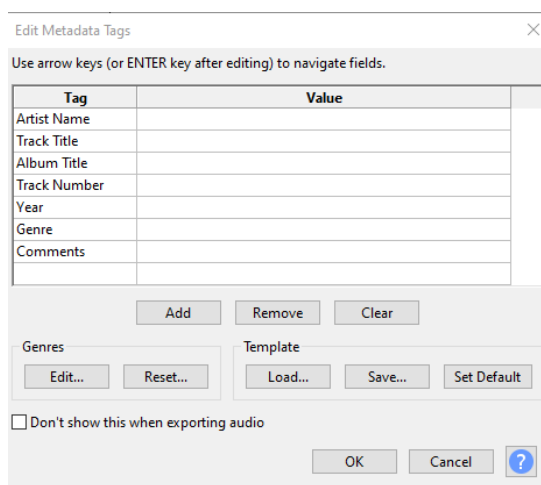 Edit Metadata Tags
Use arrow keys (or ENTER key after editing) to navigate fields.
Tag Value
Artist Name
Track Title
Album Title
Track Number
Year
Genre
Comments
Add Remove Clear
Genres Template
Edit... Reset... Load... Save... Set Default
Don't show this when exporting audio
OK Cancel ?